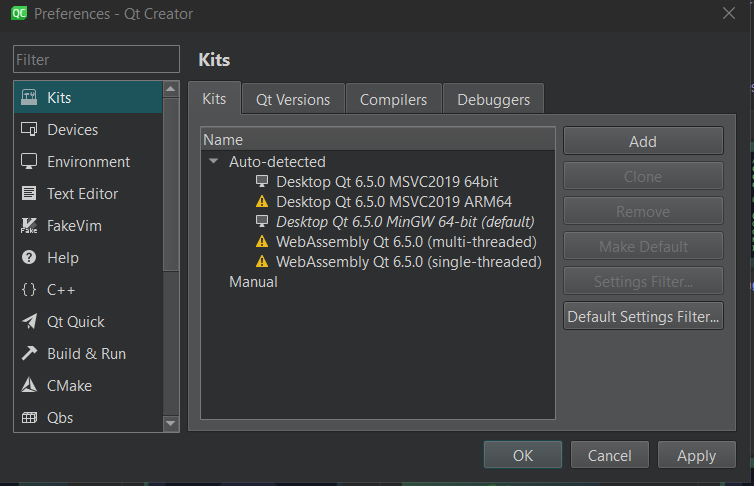 QC Preferences - Qt Creator
Filter
Kits
Devices
Environment
Text Editor
Fake FakeVim
Help
C++
Qt Quick
Build & Run
CMake
Qbs
Kits
Kits Qt Versions Compilers Debuggers
Name
Auto-detected
Desktop Qt 6.5.0 MSVC2019 64bit
Desktop Qt 6.5.0 MSVC2019 ARM64
Desktop Qt 6.5.0 MinGW 64-bit (default)
WebAssembly Qt 6.5.0 (multi-threaded)
WebAssembly Qt 6.5.0 (single-threaded)
Manual
Add
Clone
Remove
Make Default
Settings Filter...
Default Settings Filter...
OK Cancel Apply